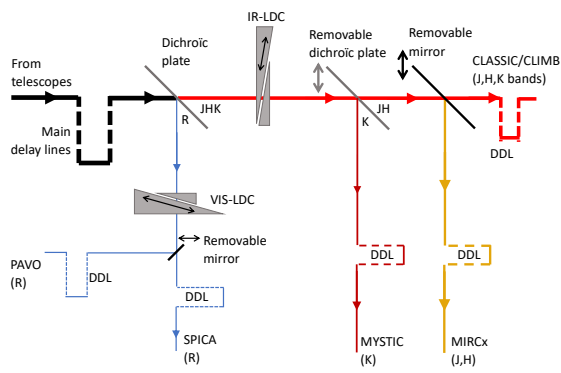 IR-LDC
Dichroïc
plate
Removable
dichroïc plate
Removable
mirror
From
telescopes
CLASSIC/CLIMB
(J,H,K bands)
JHK
JH
R
K
Main
delay lines
DDL
VIS-LDC
Removable
mirror
PAVO
(R)
DDL
DDL
DDL
DDL
SPICA
(R)
MYSTIC
(K)
MIRCx
(J,H)